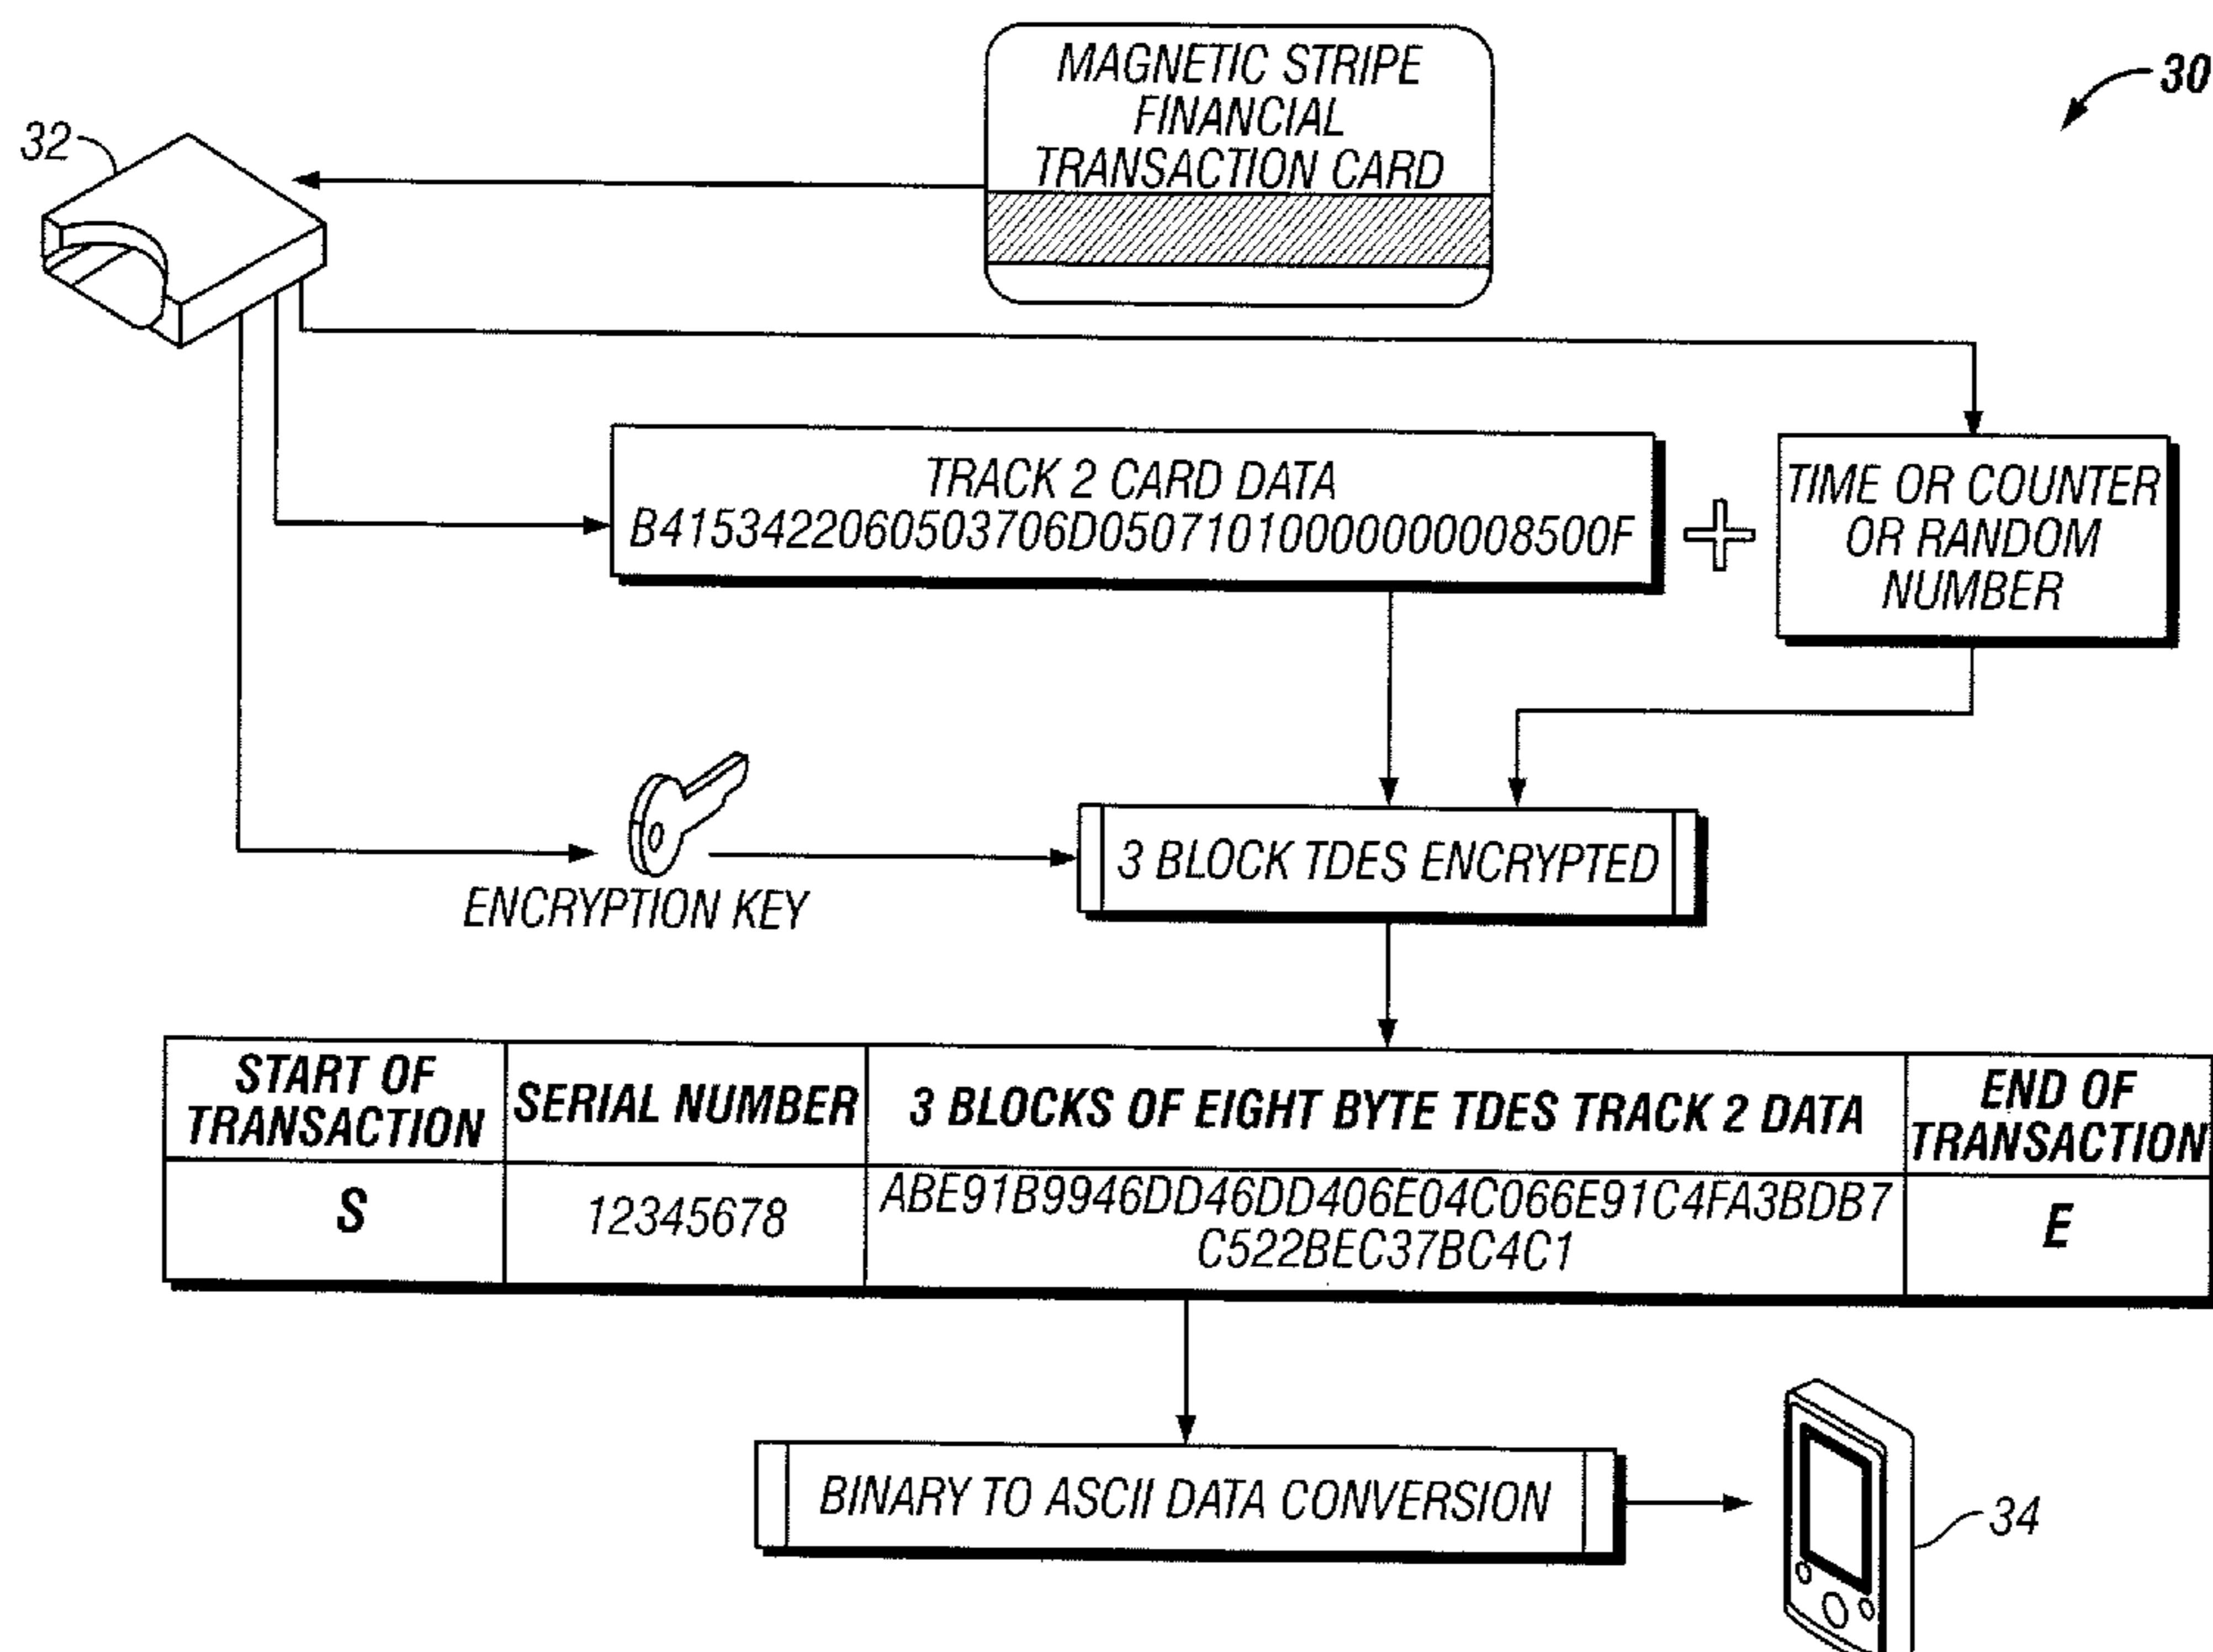 MAGNETIC STRIPE
FINANCIAL
TRANSACTION CARD
30
32
TRACK 2 CARD DATA
B4153422060503706D05071010000000008500F
TIME OR COUNTER
OR RANDOM
NUMBER
3 BLOCK TDES ENCRYPTED
ENCRYPTION KEY
START OF
TRANSACTION
SERIAL NUMBER
3 BLOCKS OF EIGHT BYTE TDES TRACK 2 DATA
END OF
TRANSACTION
S
12345678
ABE91B9946DD46DD406E04C066E91C4FA3BDB7
C522BEC37BC4C1
E
BINARY TO ASCII DATA CONVERSION
34